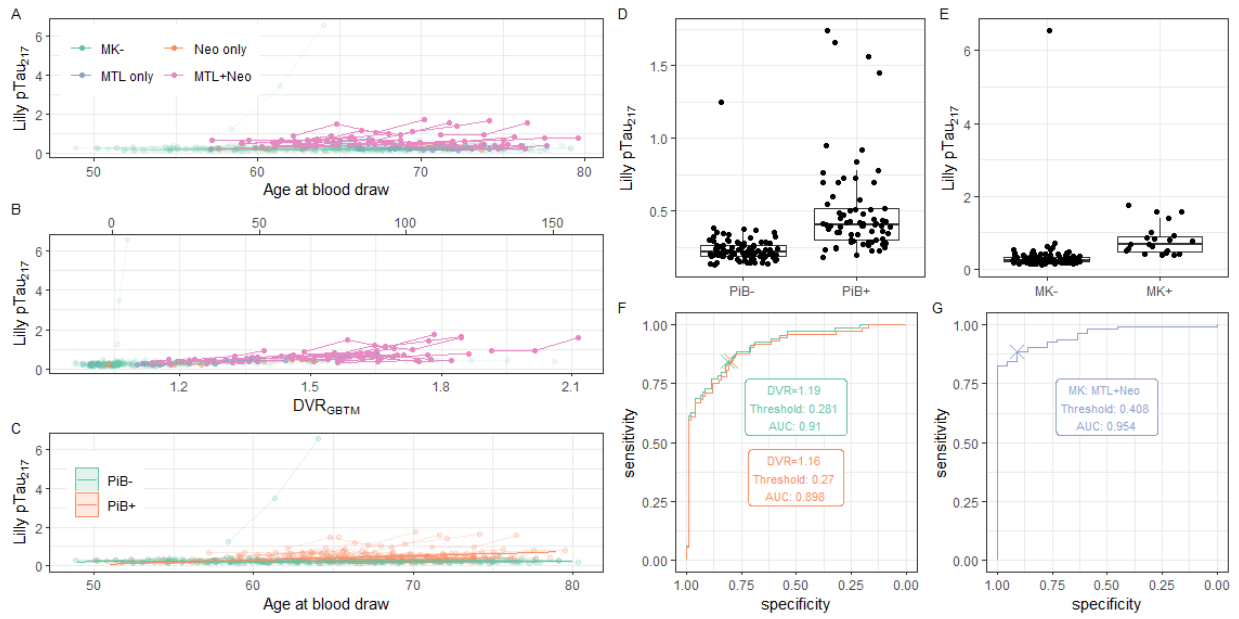 A
Lilly pTau217
6
4
2
0
MK-
Neo only
MTL only
MTL+Neo
50
60
70
80
Age at blood draw
B
0
50
100
150
Lilly pTau217
6
4
2
0
1.2
1.5
1.8
2.1
DVRGBTM
C
Lilly pTau217
6
4
2
0
PiB-
PiB+
50
60
70
80
Age at blood draw
D
Lilly pTau217
1.5
1.0
0.5
PiB-
PiB+
E
Lilly pTau217
6
4
2
0
MK-
MK+
F
sensitivity
1.00
0.75
0.50
0.25
0.00
DVR=1.19
Threshold: 0.281
AUC: 0.91
DVR=1.16
Threshold: 0.27
AUC: 0.898
1.00
0.75
0.50
0.25
0.00
specificity
G
sensitivity
1.00
0.75
0.50
0.25
0.00
MK: MTL+Neo
Threshold: 0.408
AUC: 0.954
1.00
0.75
0.50
0.25
0.00
specificity